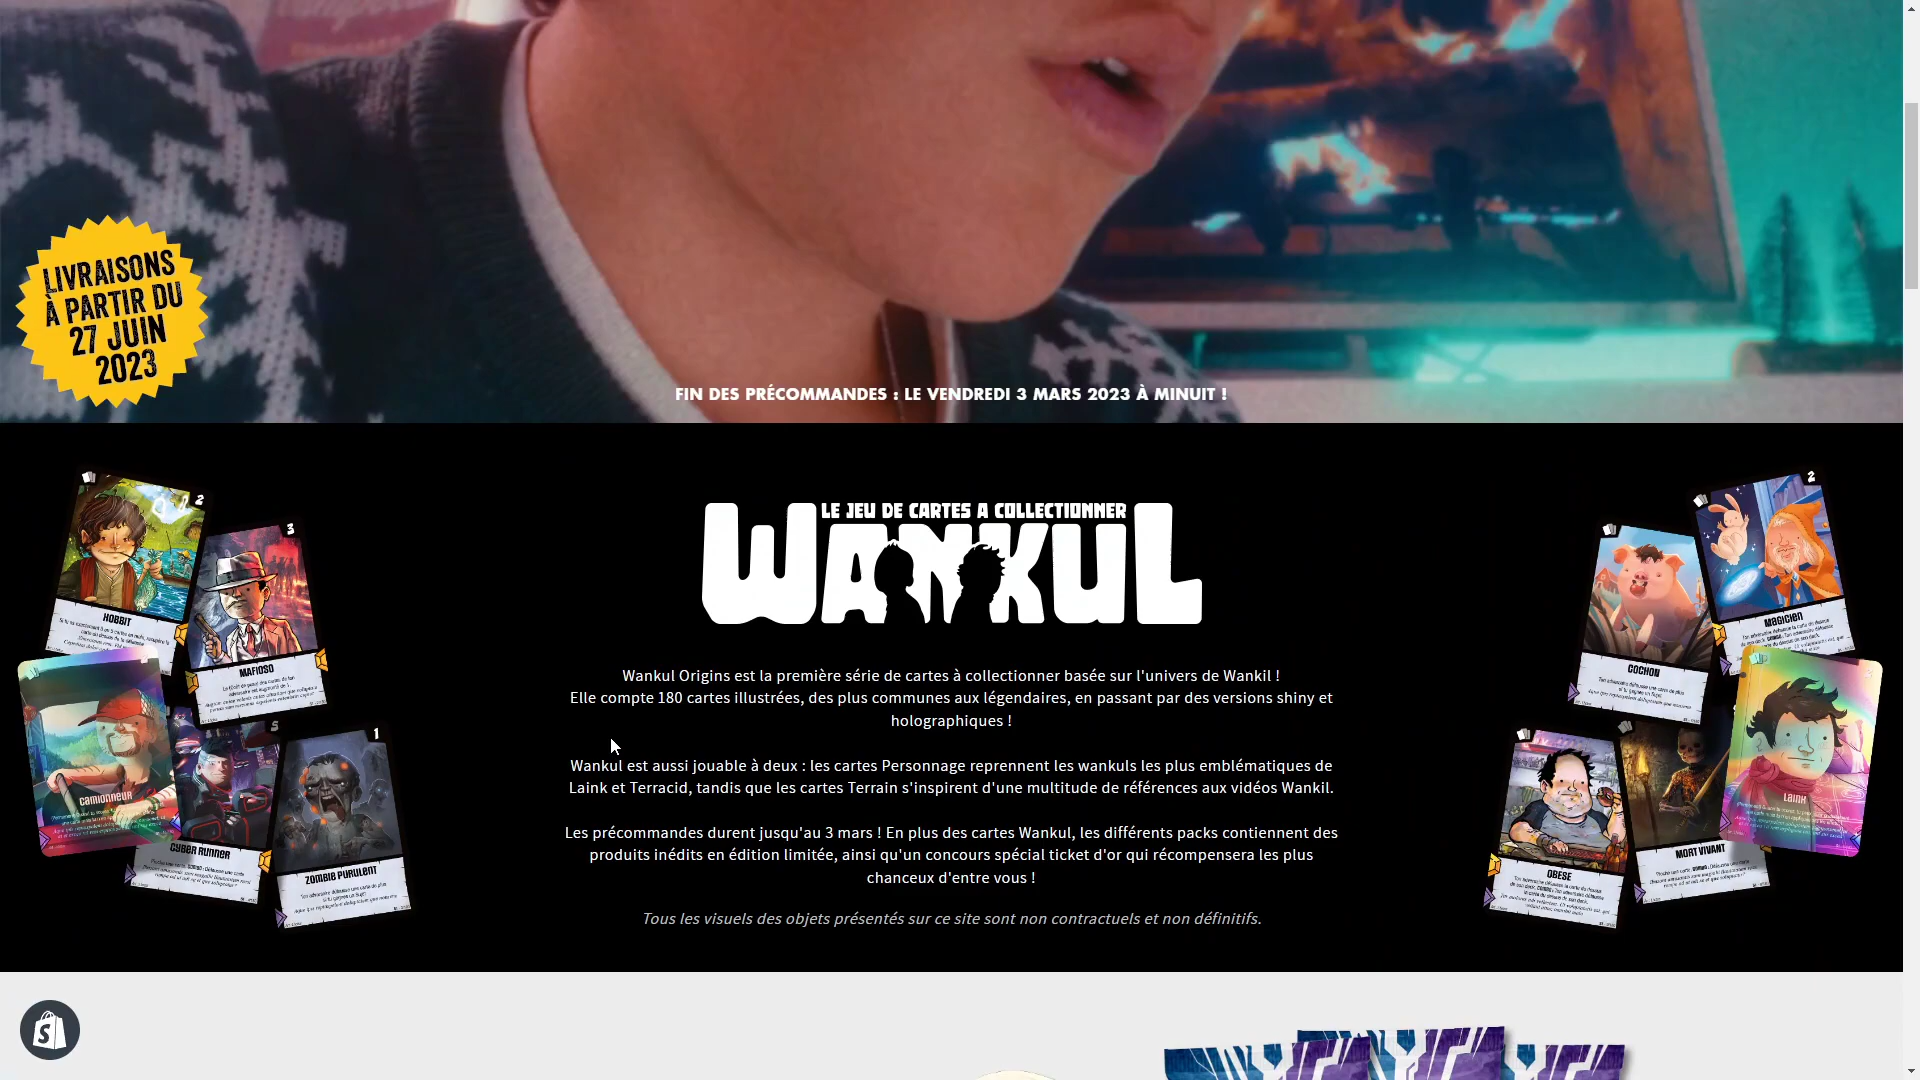 LIVRAISONS
À PARTIR DU
27 JUIN
2023
FIN DES PRÉCOMMANDES : LE VENDREDI 3 MARS 2023 À MINUIT !
2
HOBBIT
3
MAFIOSO
CAMIONNEUR
5
CYBER RUNNER
1
ZOMBIE PURULENT
LE JEU DE CARTES A COLLECTIONNER
WANKUL
Wankul Origins est la première série de cartes à collectionner basée sur l'univers de Wankil !
Elle compte 180 cartes illustrées, des plus communes aux légendaires, en passant par des versions shiny et
holographiques !
Wankul est aussi jouable à deux : les cartes Personnage reprennent les wankuls les plus emblématiques de
Laink et Terracid, tandis que les cartes Terrain s'inspirent d'une multitude de références aux vidéos Wankil.
Les précommandes durent jusqu'au 3 mars ! En plus des cartes Wankul, les différents packs contiennent des
produits inédits en édition limitée, ainsi qu'un concours spécial ticket d'or qui récompensera les plus
chanceux d'entre vous !
Tous les visuels des objets présentés sur ce site sont non contractuels et non définitifs.
2
MAGICIEN
COCHON
LAINK
OBESE
MORT VIVANT